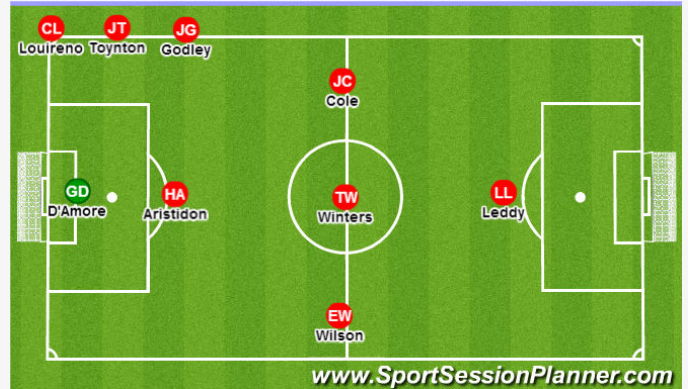 CL
Louireno
JT
Toynton
JG
Godley
JC
Cole
GD
D'Amore
HA
Aristidon
TW
Winters
LL
Leddy
EW
Wilson
www.SportSessionPlanner.com